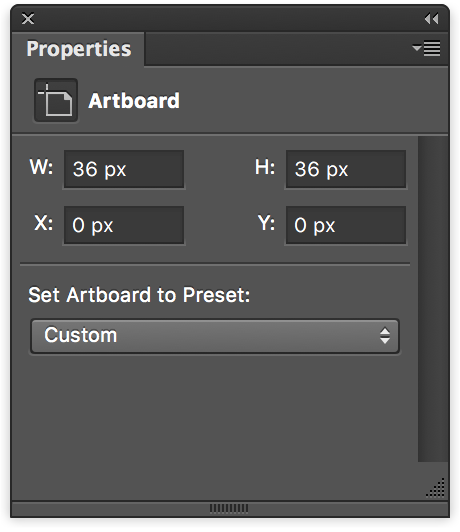 Properties
Artboard
W: 36 px H: 36 px
X: 0 px Y: 0 px
Set Artboard to Preset:
Custom